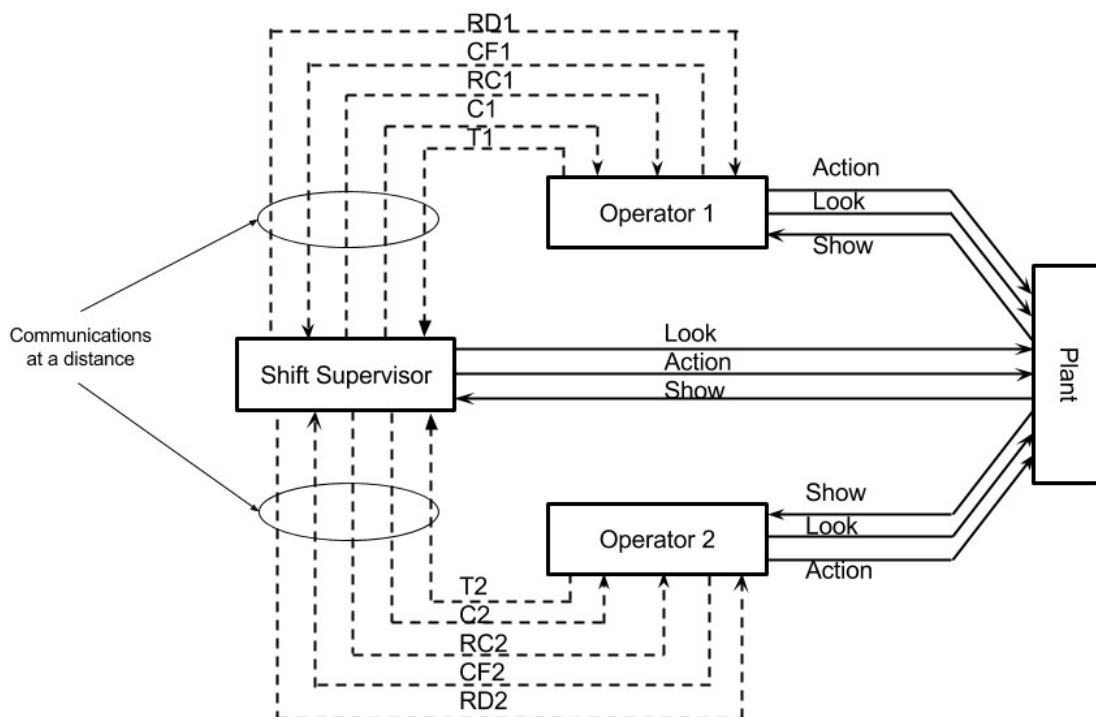 RD1
CF1
RC1
C1
T1
Operator 1
Action
Look
Show
Communications
at a distance
Shift Supervisor
Look
Action
Show
Plant
Operator 2
Show
Look
Action
T2
C2
RC2
CF2
RD2